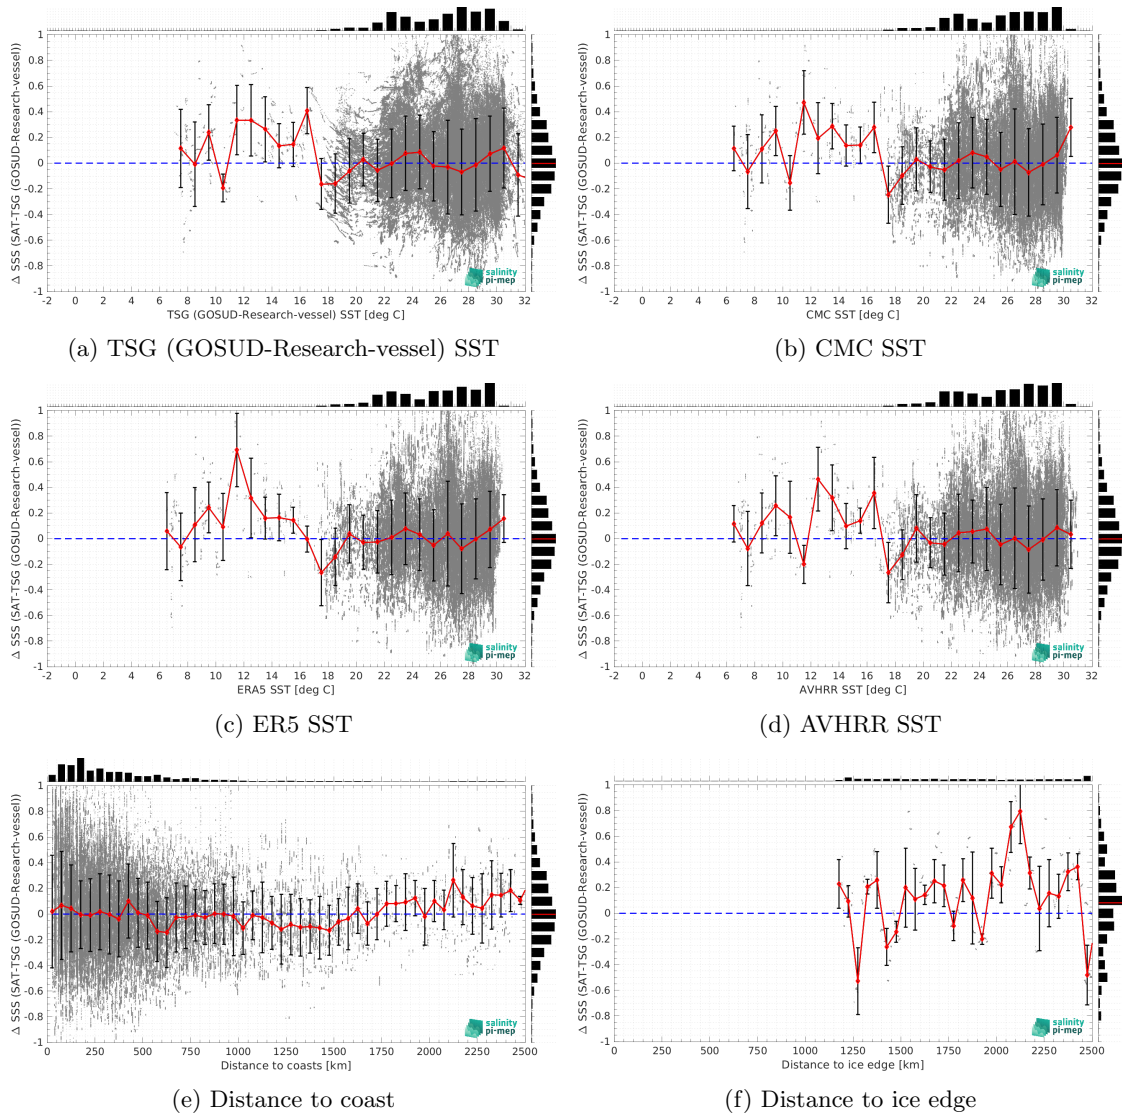 1
0.8
0.6
0.4
0.2
0
-0.2
-0.4
-0.6
-0.8
-1
Δ SSS (SAT-TSG (GOSUD-Research-vessel))
salinity
pi-mep
-2 0 2 4 6 8 10 12 14 16 18 20 22 24 26 28 30 32
TSG (GOSUD-Research-vessel) SST [deg C]
(a) TSG (GOSUD-Research-vessel) SST
1
0.8
0.6
0.4
0.2
0
-0.2
-0.4
-0.6
-0.8
-1
Δ SSS (SAT-TSG (GOSUD-Research-vessel))
salinity
pi-mep
-2 0 2 4 6 8 10 12 14 16 18 20 22 24 26 28 30 32
CMC SST [deg C]
(b) CMC SST
1
0.8
0.6
0.4
0.2
0
-0.2
-0.4
-0.6
-0.8
-1
Δ SSS (SAT-TSG (GOSUD-Research-vessel))
salinity
pi-mep
-2 0 2 4 6 8 10 12 14 16 18 20 22 24 26 28 30 32
ERA5 SST [deg C]
(c) ER5 SST
1
0.8
0.6
0.4
0.2
0
-0.2
-0.4
-0.6
-0.8
-1
Δ SSS (SAT-TSG (GOSUD-Research-vessel))
salinity
pi-mep
-2 0 2 4 6 8 10 12 14 16 18 20 22 24 26 28 30 32
AVHRR SST [deg C]
(d) AVHRR SST
1
0.8
0.6
0.4
0.2
0
-0.2
-0.4
-0.6
-0.8
-1
Δ SSS (SAT-TSG (GOSUD-Research-vessel))
salinity
pi-mep
0 250 500 750 1000 1250 1500 1750 2000 2250 2500
Distance to coasts [km]
(e) Distance to coast
1
0.8
0.6
0.4
0.2
0
-0.2
-0.4
-0.6
-0.8
-1
Δ SSS (SAT-TSG (GOSUD-Research-vessel))
salinity
pi-mep
0 250 500 750 1000 1250 1500 1750 2000 2250 2500
Distance to ice edge [km]
(f) Distance to ice edge